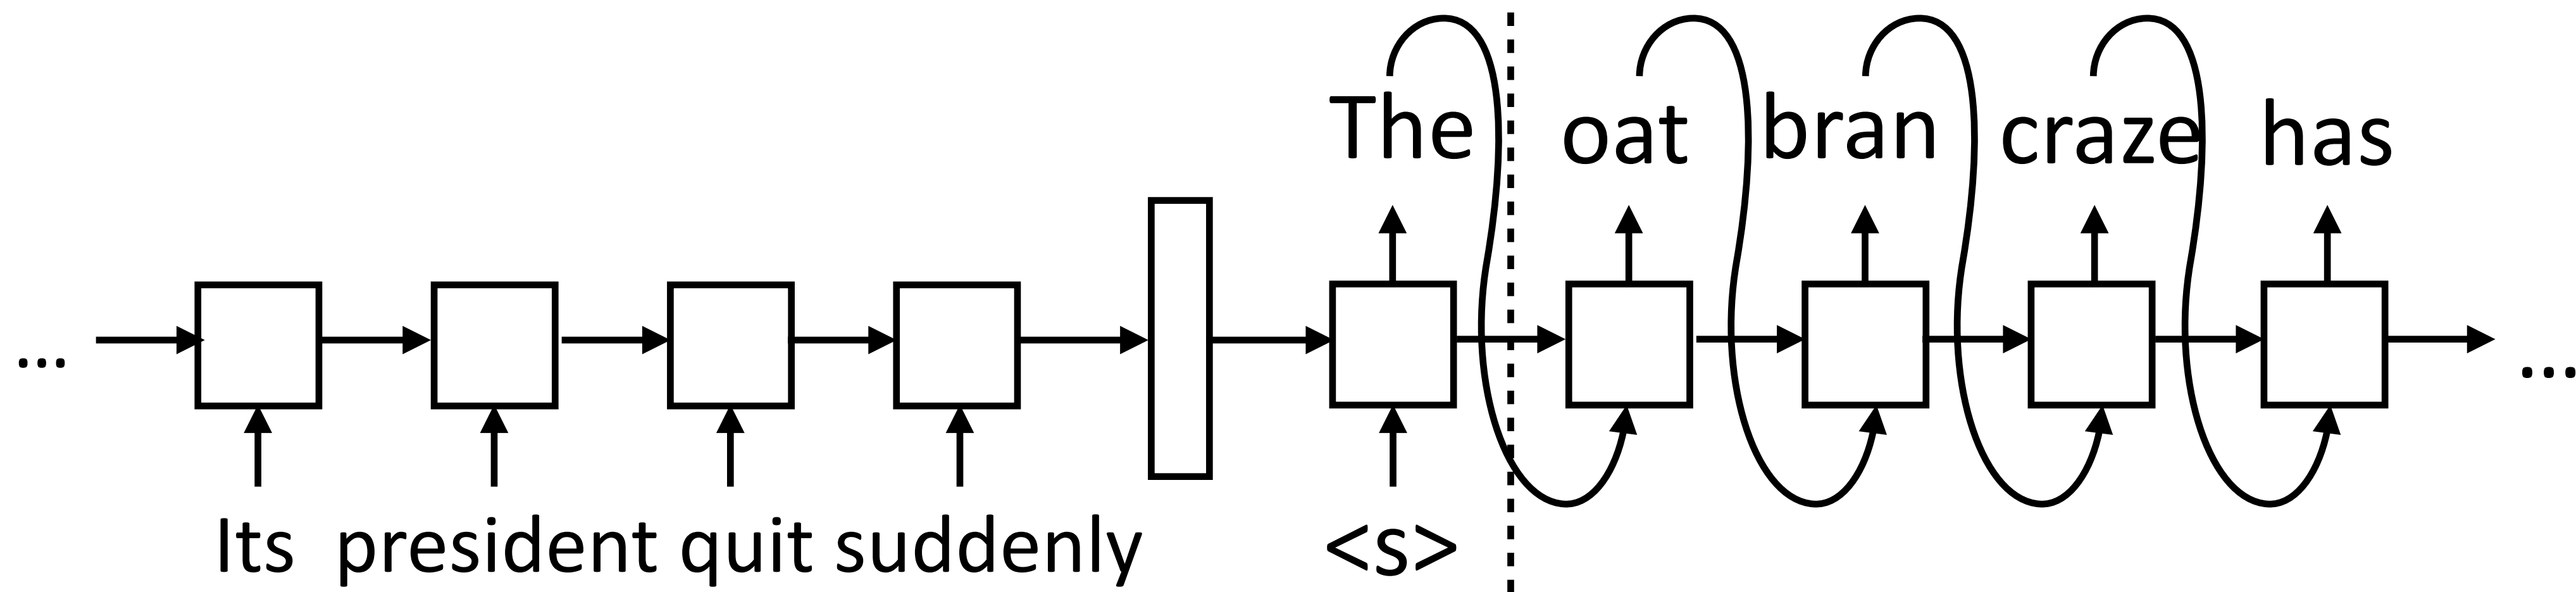 The oat bran craze has
... ...
Its president quit suddenly <s>